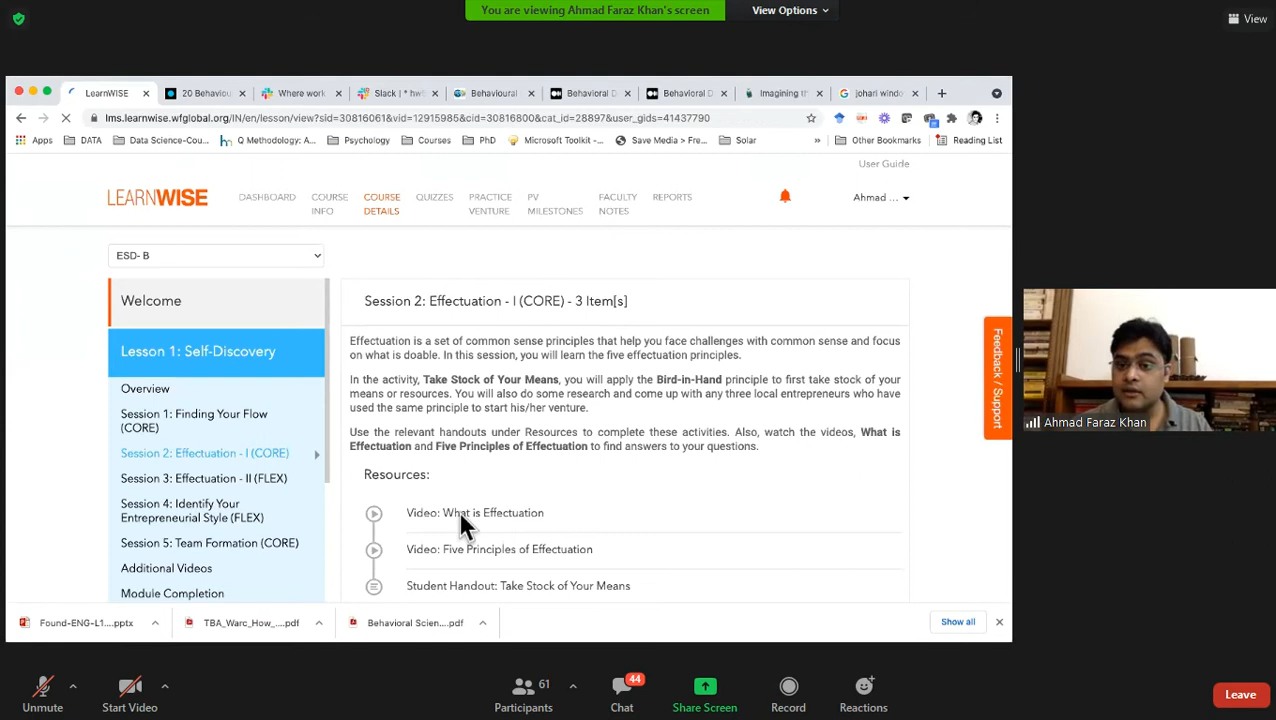 You are viewing Ahmad Faraz Khan's screen
View Options
View
LearnWISE
20 Behaviou
Where work
Slack | * hw
Behavioural
Behavioral D
Behavioral D
Imagining th
johari windo
lms.learnwise.wfglobal.org/IN/en/lesson/view?sid=30816061&vid=12915985&cid=30816800&cat_id=28897&user_gids=41437790
Apps
DATA
Data Science-Cou...
Q Methodology: A...
Psychology
Courses
PhD
Microsoft Toolkit -...
Save Media > Fre...
Solar
»
Other Bookmarks
Reading List
User Guide
LEARNWISE
DASHBOARD
COURSE INFO
COURSE DETAILS
QUIZZES
PRACTICE VENTURE
PV MILESTONES
FACULTY NOTES
REPORTS
Ahmad ...
ESD- B
Welcome
Lesson 1: Self-Discovery
Overview
Session 1: Finding Your Flow
(CORE)
Session 2: Effectuation - I (CORE)
Session 3: Effectuation - II (FLEX)
Session 4: Identify Your
Entrepreneurial Style (FLEX)
Session 5: Team Formation (CORE)
Additional Videos
Module Completion
Session 2: Effectuation - I (CORE) - 3 Item[s]
Effectuation is a set of common sense principles that help you face challenges with common sense and focus
on what is doable. In this session, you will learn the five effectuation principles.
In the activity, Take Stock of Your Means, you will apply the Bird-in-Hand principle to first take stock of your
means or resources. You will also do some research and come up with any three local entrepreneurs who have
used the same principle to start his/her venture.
Use the relevant handouts under Resources to complete these activities. Also, watch the videos, What is
Effectuation and Five Principles of Effectuation to find answers to your questions.
Resources:
Video: What is Effectuation
Video: Five Principles of Effectuation
Student Handout: Take Stock of Your Means
Feedback / Support
Ahmad Faraz Khan
Found-ENG-L1....pptx
TBA_Warc_How_....pdf
Behavioral Scien....pdf
Show all
Unmute
Start Video
61
Participants
44
Chat
Share Screen
Record
Reactions
Leave